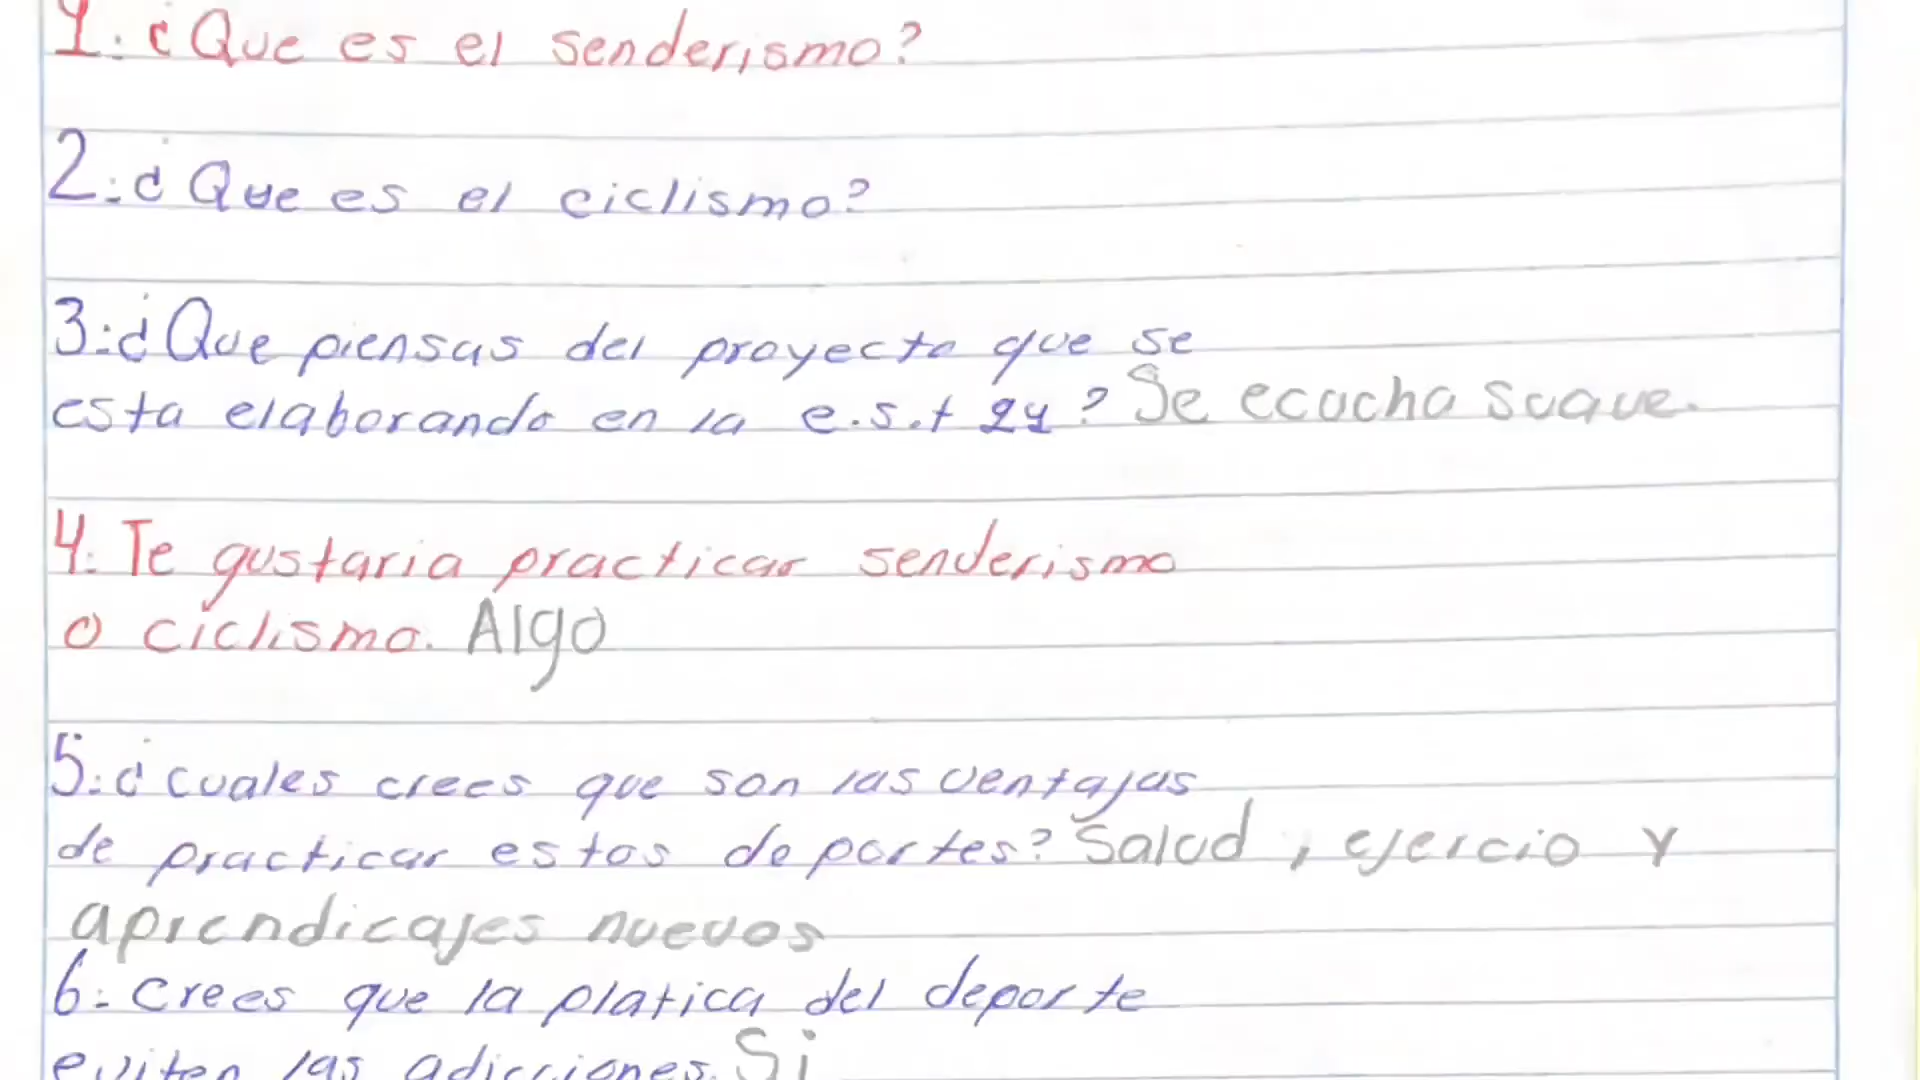 1. ¿Que es el senderismo?
2. ¿Que es el ciclismo?
3. ¿Que piensas del proyecto que se
esta elaborando en la e.s.t 24? Se ecucha suave.
4. Te gustaria practicar senderismo
o ciclismo. Algo
5. ¿cuales crees que son las ventajas
de practicar estos deportes? Salud, ejercio y
aprendicajes nuevos
6. crees que la platica del deporte
eviten las adicciones. Si